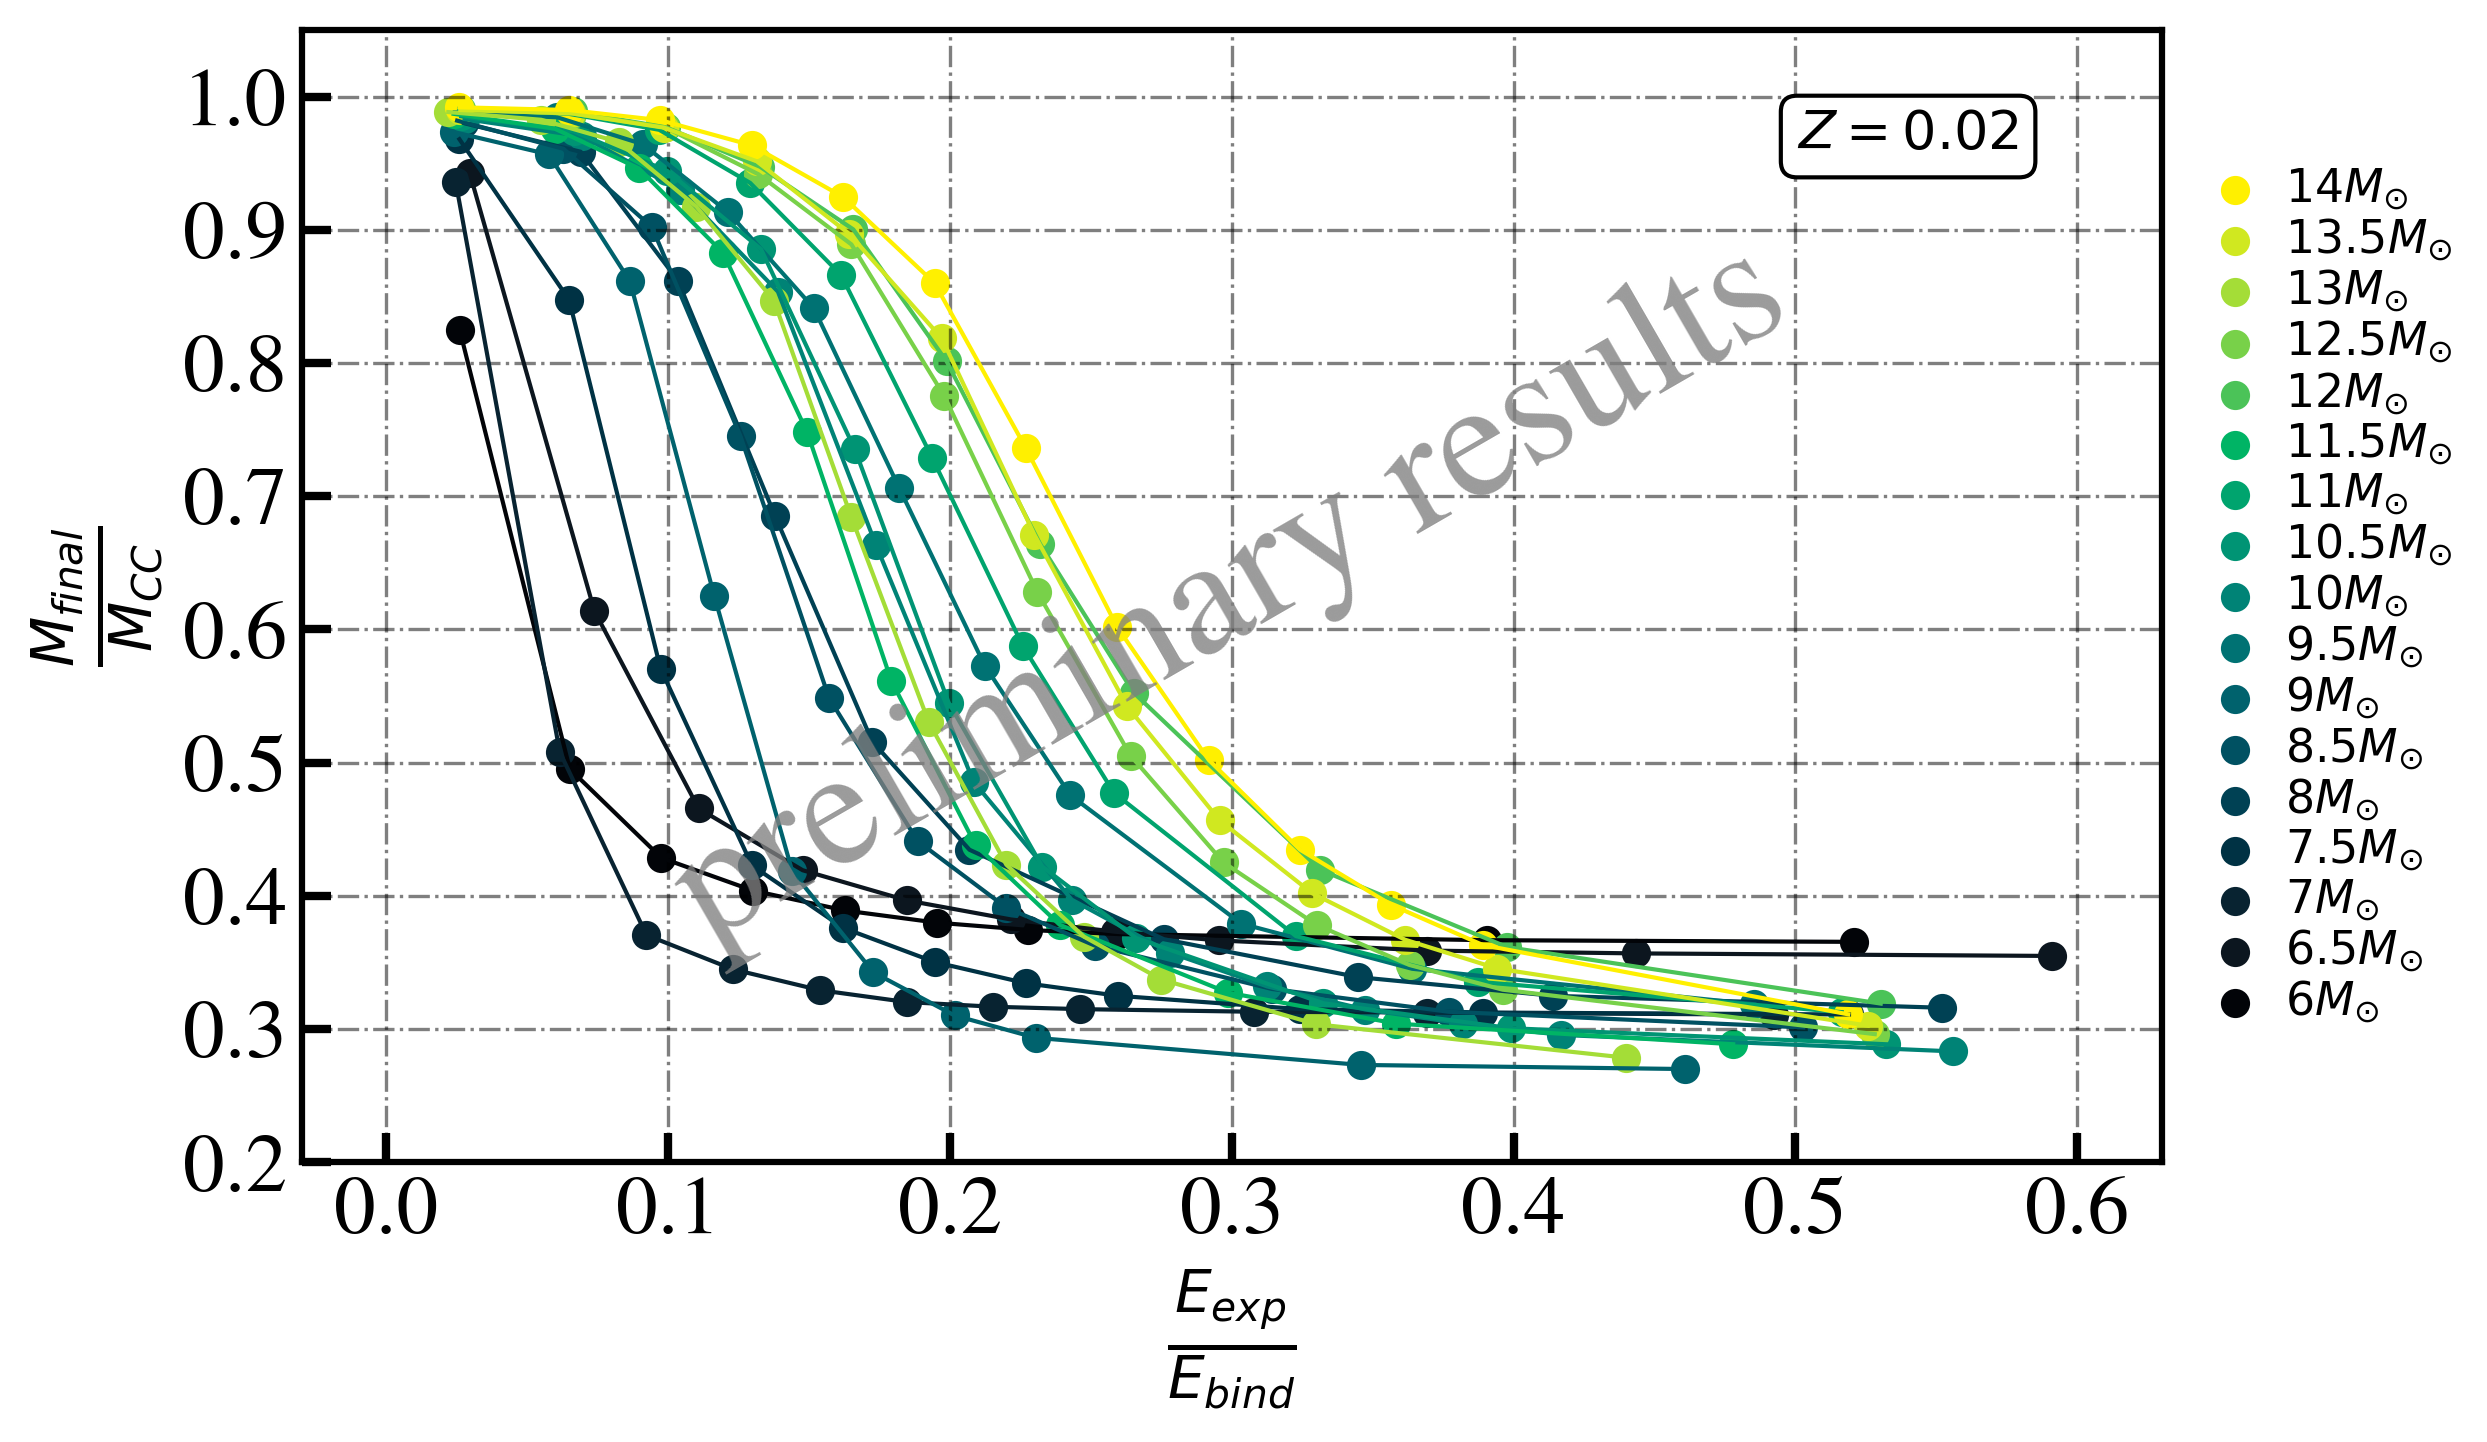 1.0
0.9
0.8
0.7
0.6
0.5
0.4
0.3
0.2
0.0 0.1 0.2 0.3 0.4 0.5 0.6
M_final
M_CC
E_exp
E_bind
Z = 0.02
preliminary results
14M⊙
13.5M⊙
13M⊙
12.5M⊙
12M⊙
11.5M⊙
11M⊙
10.5M⊙
10M⊙
9.5M⊙
9M⊙
8.5M⊙
8M⊙
7.5M⊙
7M⊙
6.5M⊙
6M⊙